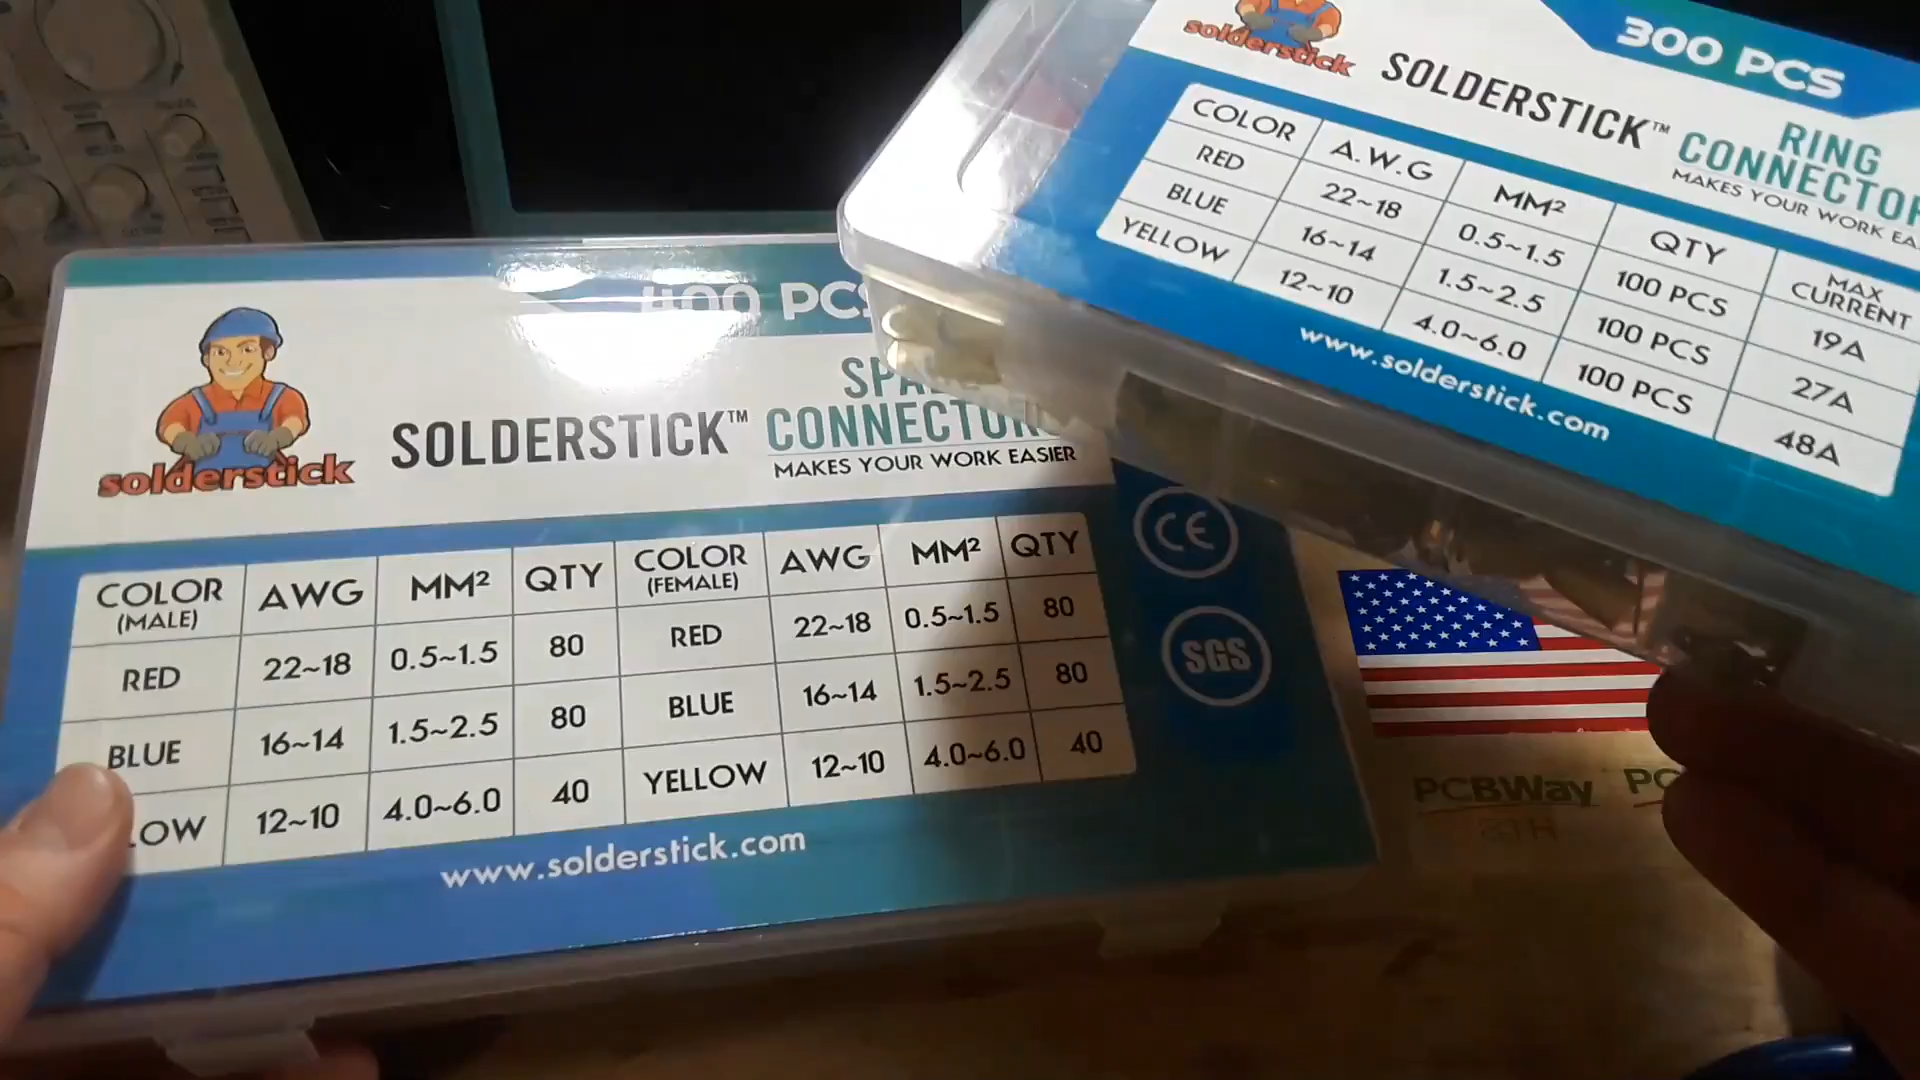 300 PCS
solderstick
SOLDERSTICK™ RING
CONNECTOR
MAKES YOUR WORK EA
COLOR A.W.G MM² QTY MAX CURRENT
RED 22~18 0.5~1.5 100 PCS 19A
BLUE 16~14 1.5~2.5 100 PCS 27A
YELLOW 12~10 4.0~6.0 100 PCS 48A
www.solderstick.com
400 PCS
solderstick
SOLDERSTICK™ CONNECTORS
MAKES YOUR WORK EASIER
COLOR (MALE) AWG MM² QTY COLOR (FEMALE) AWG MM² QTY
RED 22~18 0.5~1.5 80 RED 22~18 0.5~1.5 80
BLUE 16~14 1.5~2.5 80 BLUE 16~14 1.5~2.5 80
LOW 12~10 4.0~6.0 40 YELLOW 12~10 4.0~6.0 40
www.solderstick.com
CE
SGS
PCBWay PC